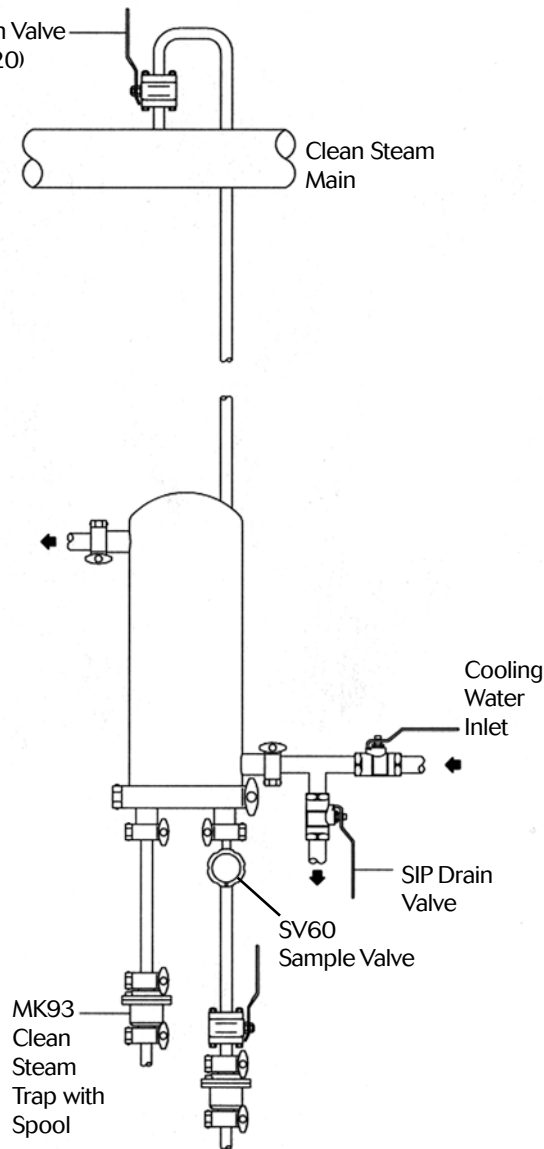 Valve
20)
Clean Steam
Main
Cooling
Water
Inlet
SIP Drain
Valve
SV60
Sample Valve
MK93
Clean
Steam
Trap with
Spool